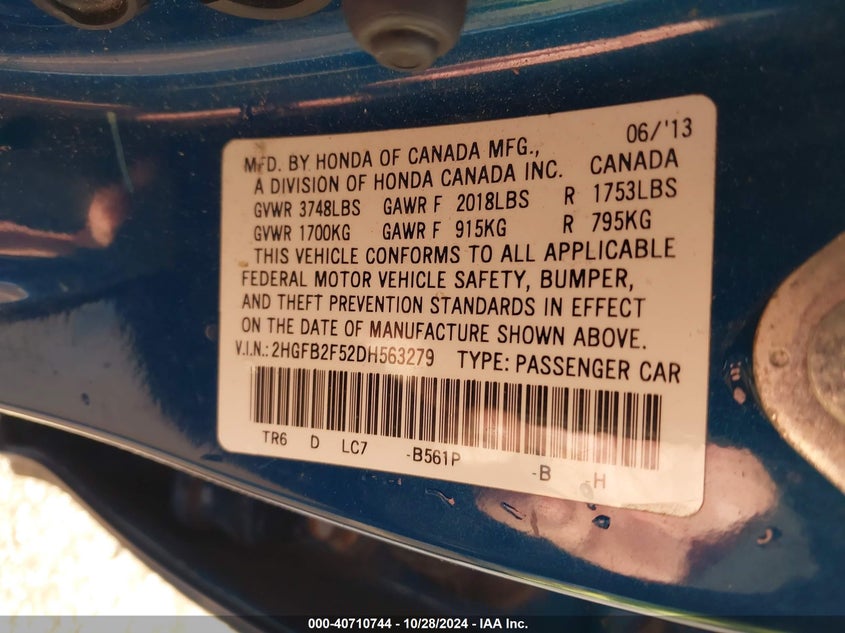 06/'13
MFD. BY HONDA OF CANADA MFG.,
A DIVISION OF HONDA CANADA INC. CANADA
GVWR 3748LBS GAWR F 2018LBS R 1753LBS
GVWR 1700KG GAWR F 915KG R 795KG
THIS VEHICLE CONFORMS TO ALL APPLICABLE
FEDERAL MOTOR VEHICLE SAFETY, BUMPER,
AND THEFT PREVENTION STANDARDS IN EFFECT
ON THE DATE OF MANUFACTURE SHOWN ABOVE.
V.I.N.: 2HGFB2F52DH563279 TYPE: PASSENGER CAR
TR6 D LC7 -B561P -B -H
000-40710744 - 10/28/2024 - IAA Inc.